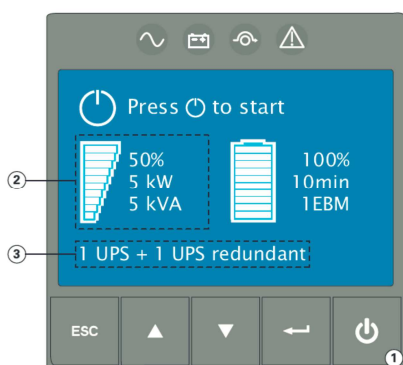 Press to start
50%
5 kW
5 kVA
100%
10min
1EBM
1 UPS + 1 UPS redundant
2
3
ESC
1